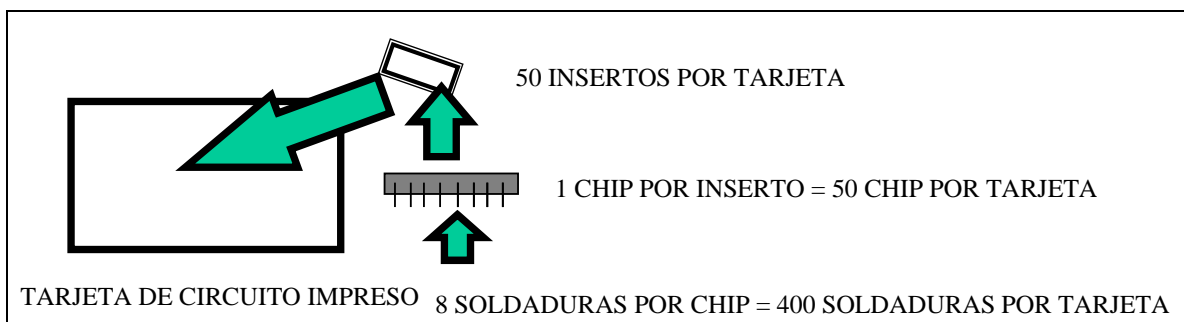 50 INSERTOS POR TARJETA
1 CHIP POR INSERTO = 50 CHIP POR TARJETA
TARJETA DE CIRCUITO IMPRESO
8 SOLDADURAS POR CHIP = 400 SOLDADURAS POR TARJETA